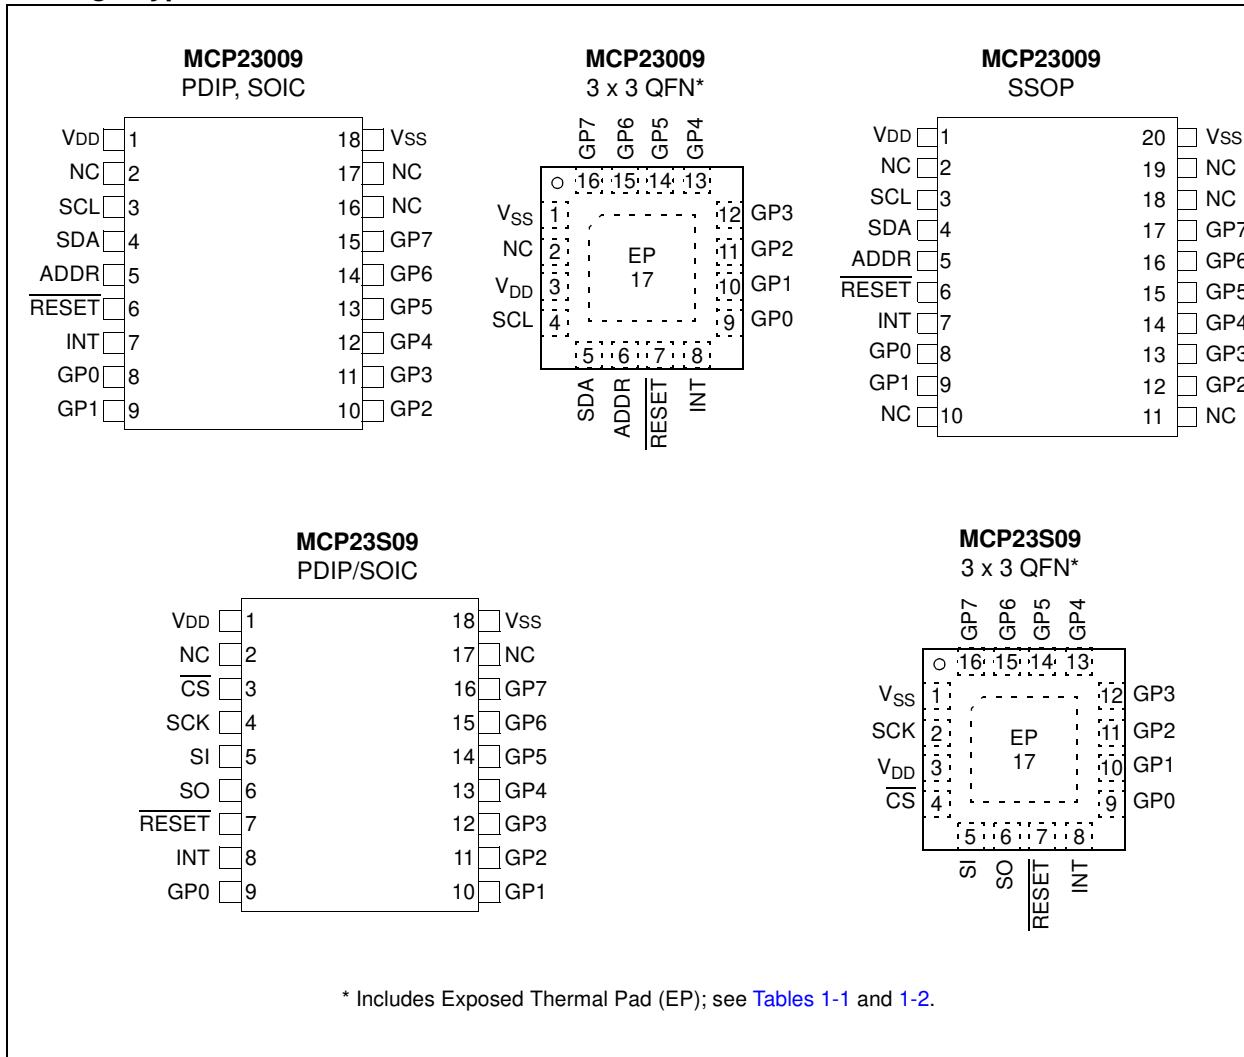 MCP23009
PDIP, SOIC
VDD 1 18 VSS
NC 2 17 NC
SCL 3 16 NC
SDA 4 15 GP7
ADDR 5 14 GP6
RESET 6 13 GP5
INT 7 12 GP4
GP0 8 11 GP3
GP1 9 10 GP2
MCP23009
3 x 3 QFN*
GP7 GP6 GP5 GP4
16 15 14 13
VSS 1 12 GP3
NC 2 11 GP2
VDD 3 10 GP1
SCL 4 9 GP0
EP
17
5 6 7 8
SDA ADDR RESET INT
MCP23009
SSOP
VDD 1 20 VSS
NC 2 19 NC
SCL 3 18 NC
SDA 4 17 GP7
ADDR 5 16 GP6
RESET 6 15 GP5
INT 7 14 GP4
GP0 8 13 GP3
GP1 9 12 GP2
NC 10 11 NC
MCP23S09
PDIP/SOIC
VDD 1 18 VSS
NC 2 17 NC
CS 3 16 GP7
SCK 4 15 GP6
SI 5 14 GP5
SO 6 13 GP4
RESET 7 12 GP3
INT 8 11 GP2
GP0 9 10 GP1
MCP23S09
3 x 3 QFN*
GP7 GP6 GP5 GP4
16 15 14 13
VSS 1 12 GP3
SCK 2 11 GP2
VDD 3 10 GP1
CS 4 9 GP0
EP
17
5 6 7 8
SI SO RESET INT
* Includes Exposed Thermal Pad (EP); see Tables 1-1 and 1-2.